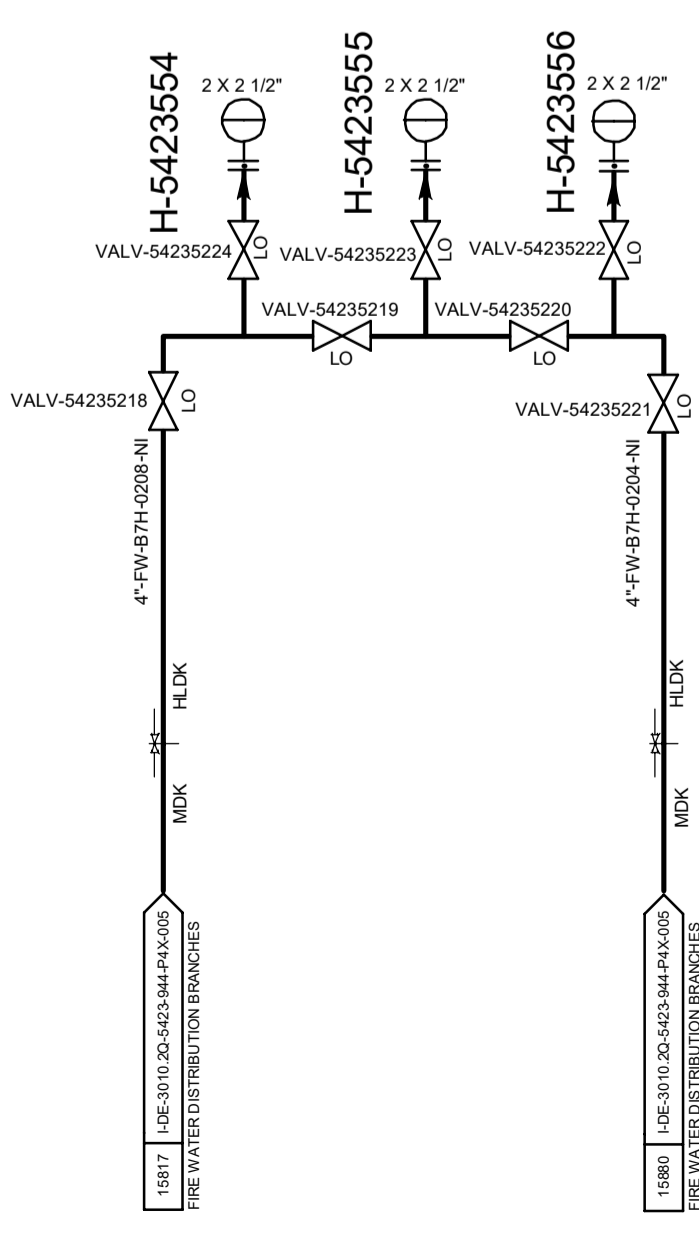 H-5423554
2 X 2 1/2"
H-5423555
2 X 2 1/2"
H-5423556
2 X 2 1/2"
VALV-54235224
LO
VALV-54235223
LO
VALV-54235222
LO
VALV-54235219
LO
VALV-54235220
LO
VALV-54235218
LO
VALV-54235221
LO
4"-FW-B7H-0208-NI
4"-FW-B7H-0204-NI
HLDK
MDK
HLDK
MDK
15817 I-DE-3010.2Q-5423-944-P4X-005
FIRE WATER DISTRIBUTION BRANCHES
15880 I-DE-3010.2Q-5423-944-P4X-005
FIRE WATER DISTRIBUTION BRANCHES